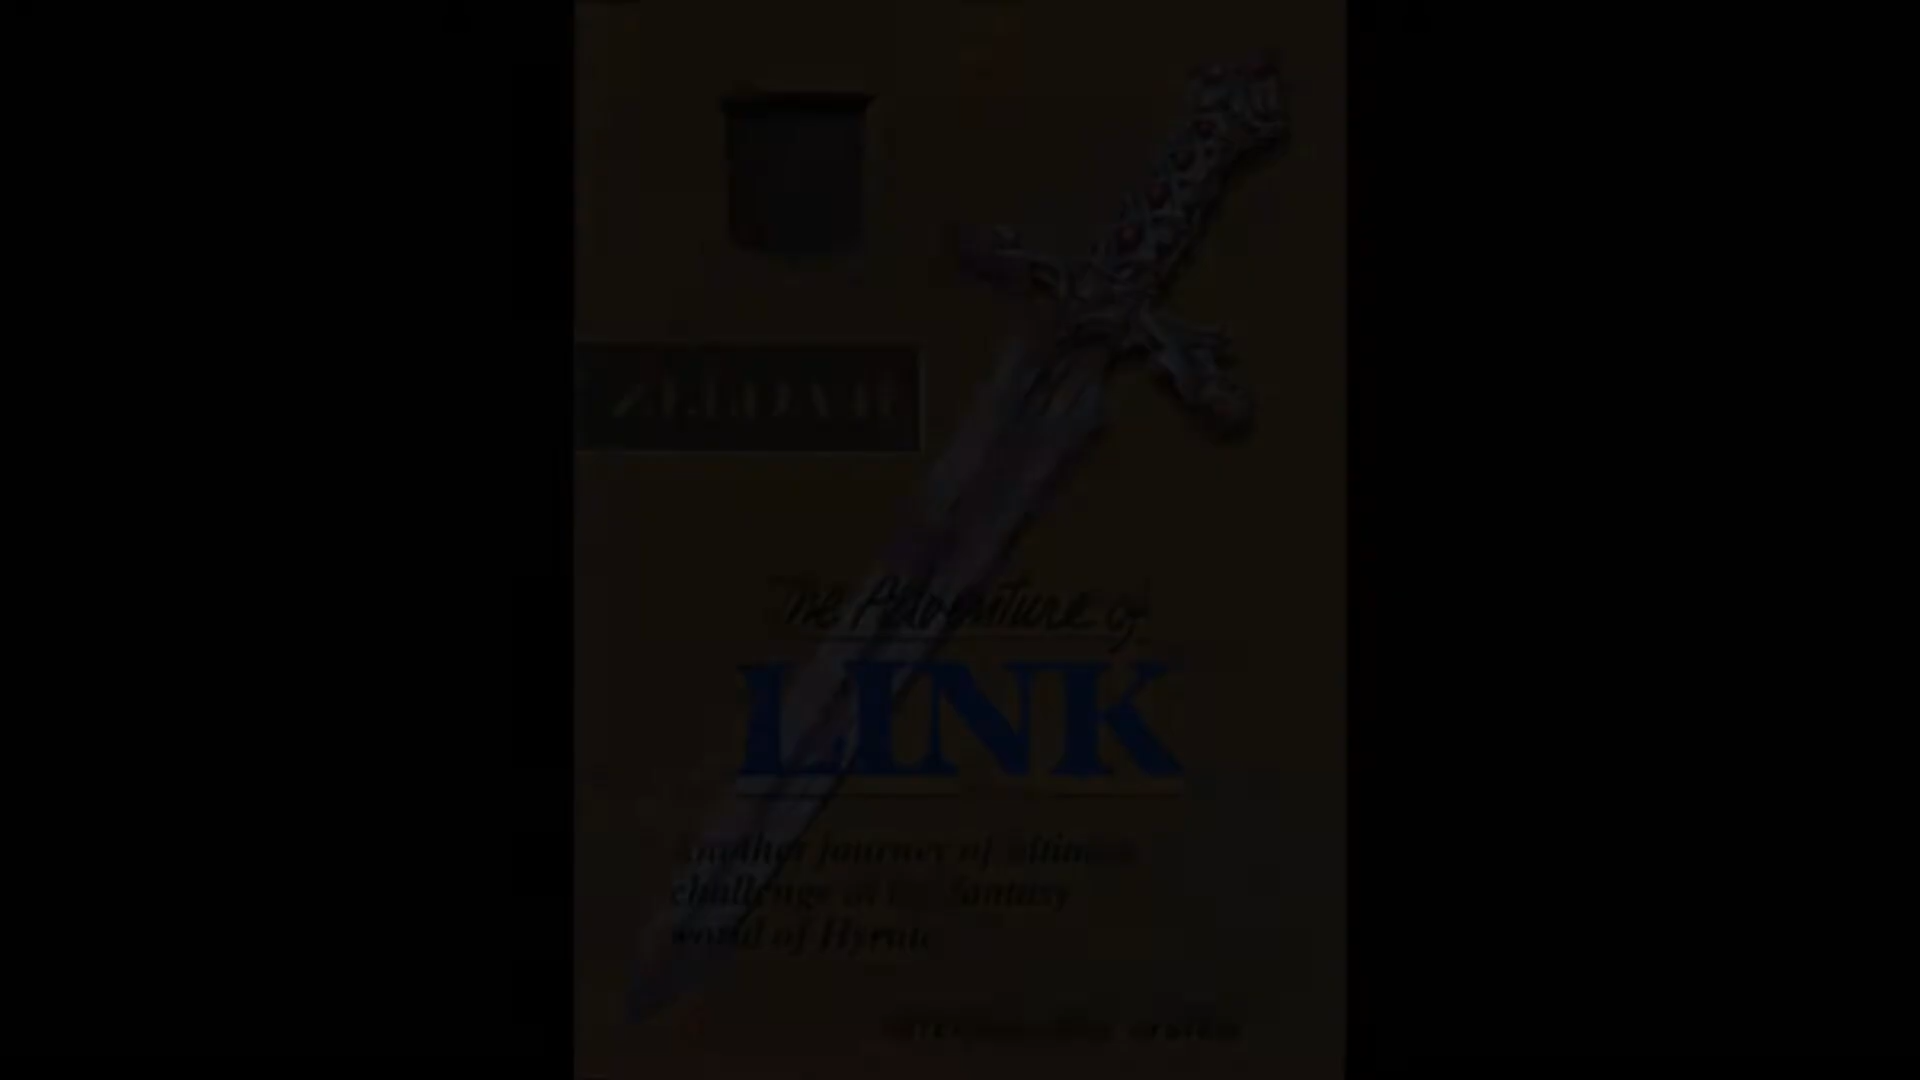 ZELDA II
The Adventure of
LINK
Another journey of ultimate
challenge in the fantasy
world of Hyrule